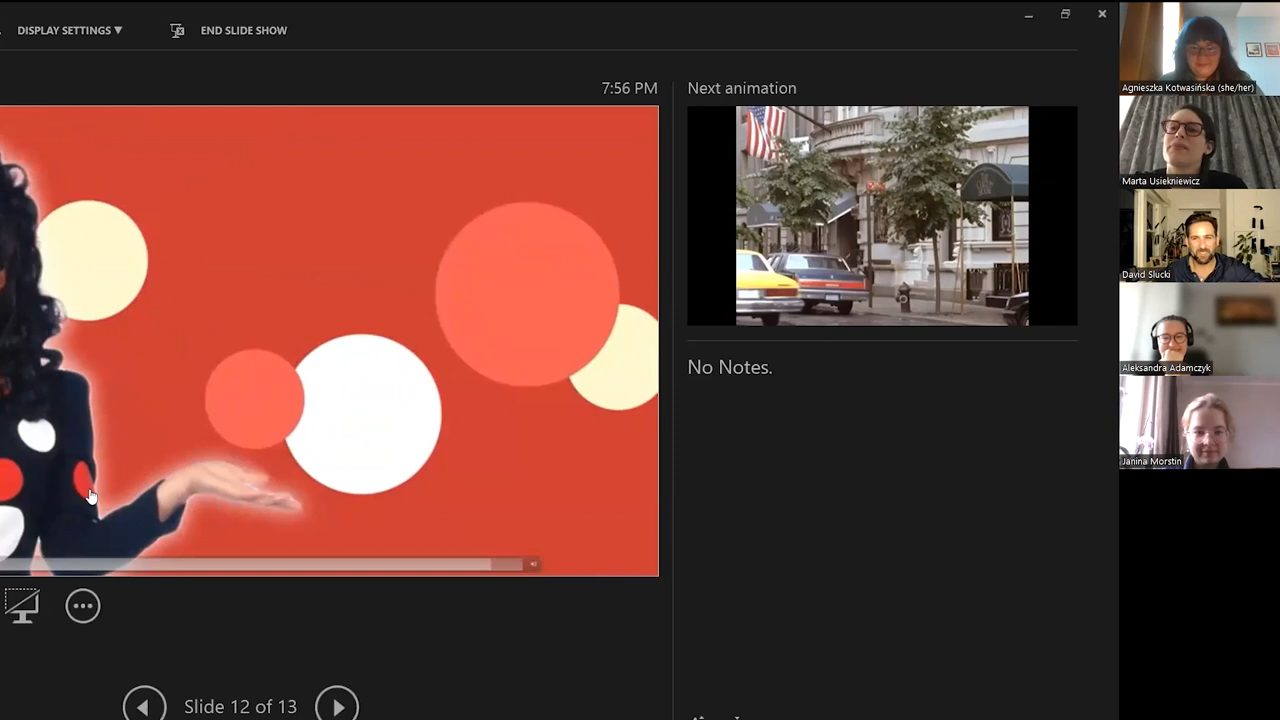 DISPLAY SETTINGS ▼
END SLIDE SHOW
7:56 PM
Next animation
No Notes.
Slide 12 of 13
Agnieszka Kotwasińska (she/her)
Marta Usiekniewicz
David Slucki
Aleksandra Adamczyk
Janina Morstin